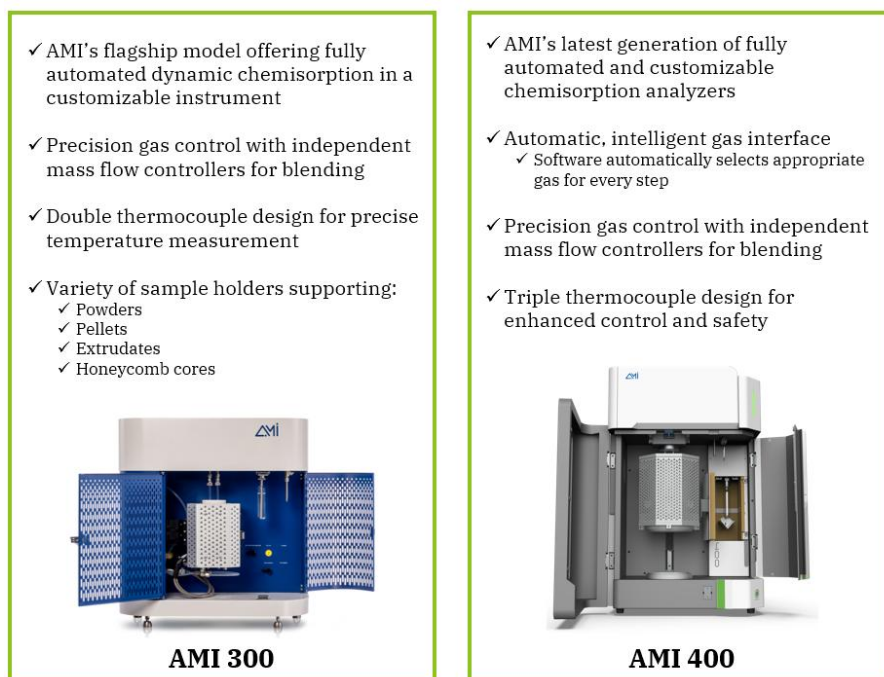 ✓ AMI's flagship model offering fully
automated dynamic chemisorption in a
customizable instrument
✓ Precision gas control with independent
mass flow controllers for blending
✓ Double thermocouple design for precise
temperature measurement
✓ Variety of sample holders supporting:
✓ Powders
✓ Pellets
✓ Extrudates
✓ Honeycomb cores
AMI
AMI 300
✓ AMI's latest generation of fully
automated and customizable
chemisorption analyzers
✓ Automatic, intelligent gas interface
✓ Software automatically selects appropriate
gas for every step
✓ Precision gas control with independent
mass flow controllers for blending
✓ Triple thermocouple design for
enhanced control and safety
AMI
AMI 400